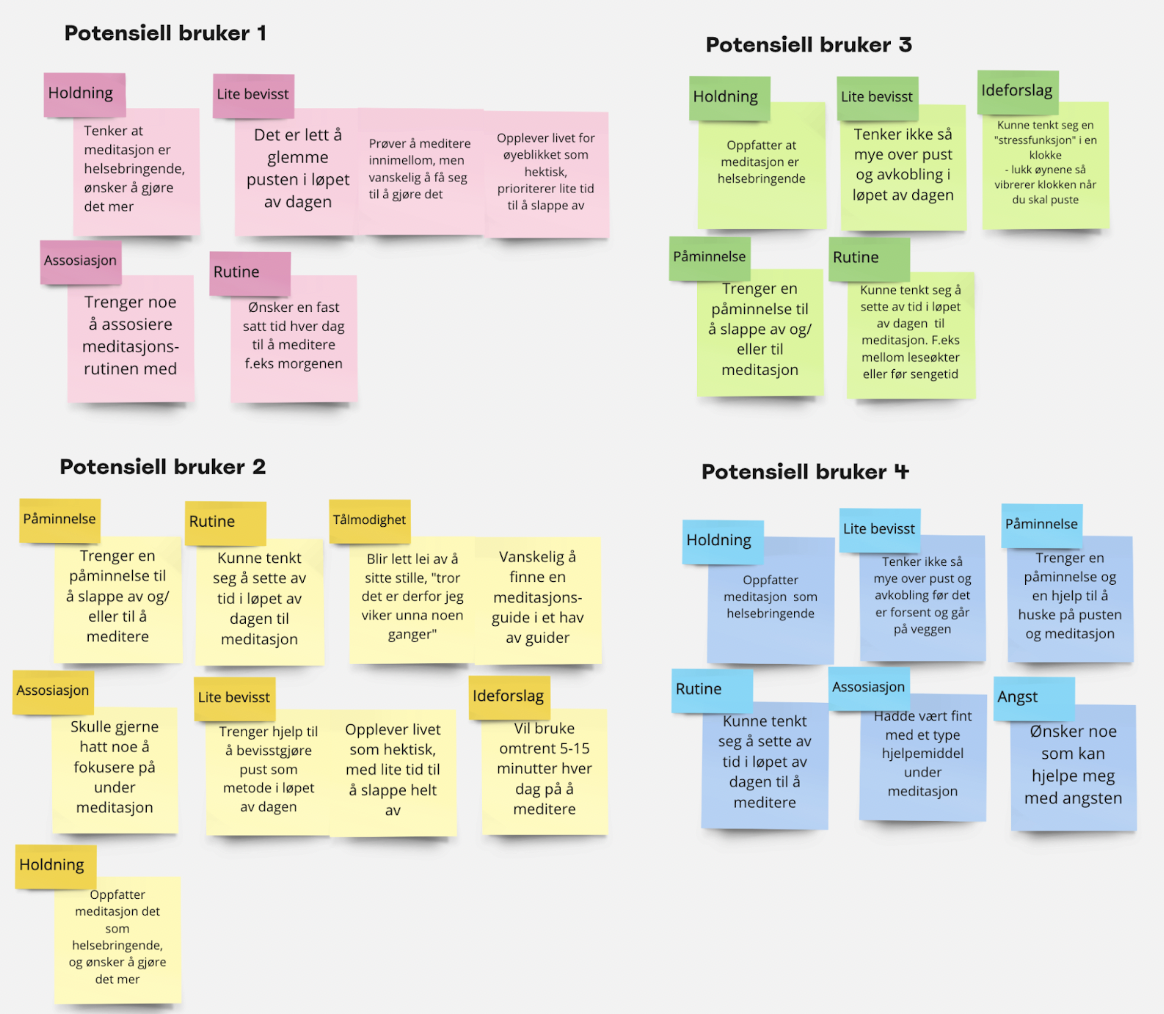 Potensiell bruker 1
Holdning
Tenker at
meditasjon er
helsebringende,
ønsker å gjøre
det mer
Lite bevisst
Det er lett å
glemme
pusten i løpet
av dagen
Prøver å meditere
innimellom, men
vanskelig å få seg
til å gjøre det
Opplever livet for
øyeblikket som
hektisk,
prioriterer lite tid
til å slappe av
Assosiasjon
Trenger noe
å assosiere
meditasjons-
rutinen med
Rutine
Ønsker en fast
satt tid hver dag
til å meditere
f.eks morgenen
Potensiell bruker 3
Holdning
Oppfatter at
meditasjon er
helsebringende
Lite bevisst
Tenker ikke så
mye over pust
og avkobling i
løpet av dagen
Ideforslag
Kunne tenkt seg en
"stressfunksjon" i en
klokke
- lukk øynene så
vibrerer klokken når
du skal puste
Påminnelse
Trenger en
påminnelse til
å slappe av og/
eller til
meditasjon
Rutine
Kunne tenkt seg å
sette av tid i løpet
av dagen til
meditasjon. F.eks
mellom leseøkter
eller før sengetid
Potensiell bruker 2
Påminnelse
Trenger en
påminnelse til
å slappe av og/
eller til å
meditere
Rutine
Kunne tenkt
seg å sette av
tid i løpet av
dagen til
meditasjon
Tålmodighet
Blir lett lei av å
sitte stille, "tror
det er derfor jeg
viker unna noen
ganger"
Vanskelig å
finne en
meditasjons-
guide i et hav
av guider
Assosiasjon
Skulle gjerne
hatt noe å
fokusere på
under
meditasjon
Lite bevisst
Trenger hjelp til
å bevisstgjøre
pust som
metode i løpet
av dagen
Opplever livet
som hektisk,
med lite tid til
å slappe helt
av
Ideforslag
Vil bruke
omtrent 5-15
minutter hver
dag på å
meditere
Holdning
Oppfatter
meditasjon det
som
helsebringende,
og ønsker å gjøre
det mer
Potensiell bruker 4
Holdning
Oppfatter
meditasjon som
helsebringende
Lite bevisst
Tenker ikke så
mye over pust og
avkobling før det
er forsent og går
på veggen
Påminnelse
Trenger en
påminnelse og
en hjelp til å
huske på pusten
og meditasjon
Rutine
Kunne tenkt
seg å sette av
tid i løpet av
dagen til å
meditere
Assosiasjon
Hadde vært fint
med et type
hjelpemiddel
under
meditasjon
Angst
Ønsker noe
som kan
hjelpe meg
med angsten